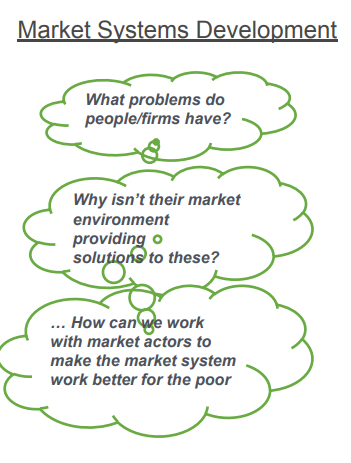 Market Systems Development
What problems do
people/firms have?
Why isn’t their market
environment
providing
solutions to these?
... How can we work
with market actors to
make the market system
work better for the poor